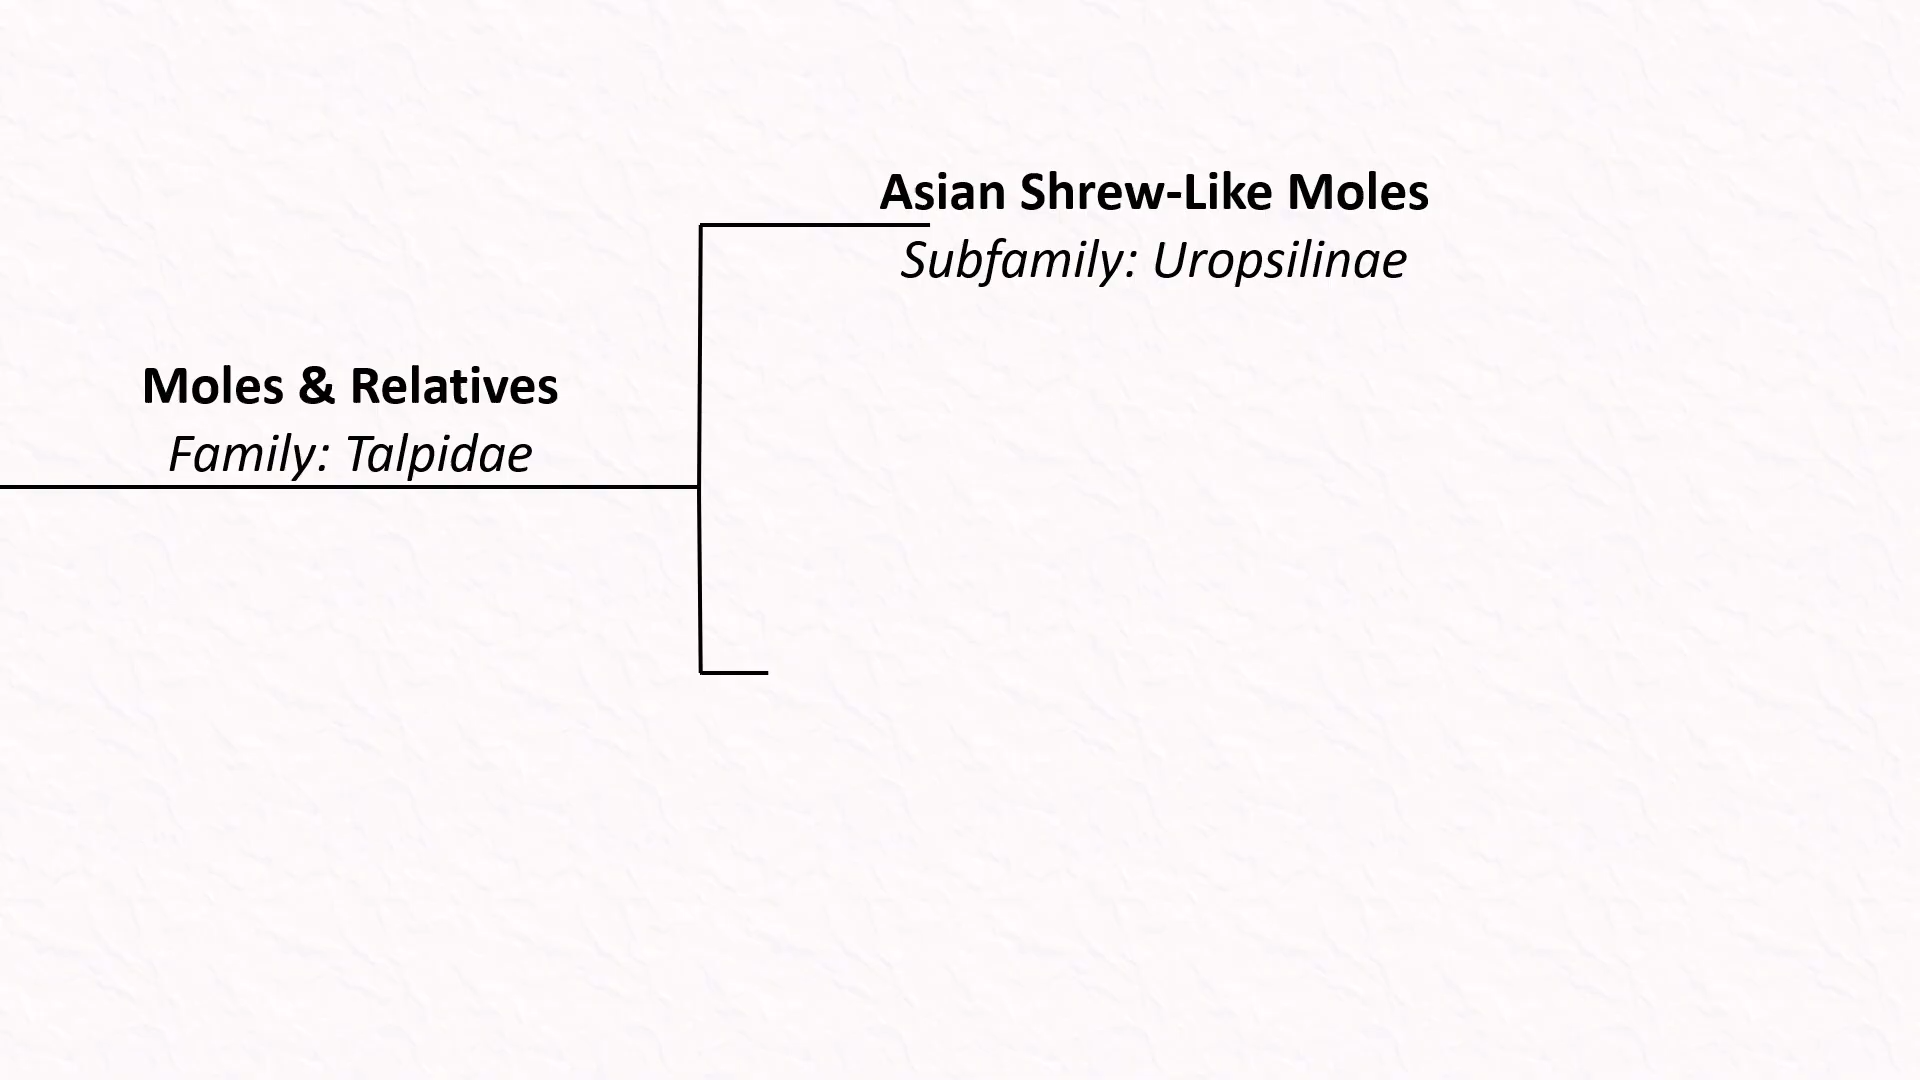 Asian Shrew-Like Moles
Subfamily: Uropsilinae
Moles & Relatives
Family: Talpidae